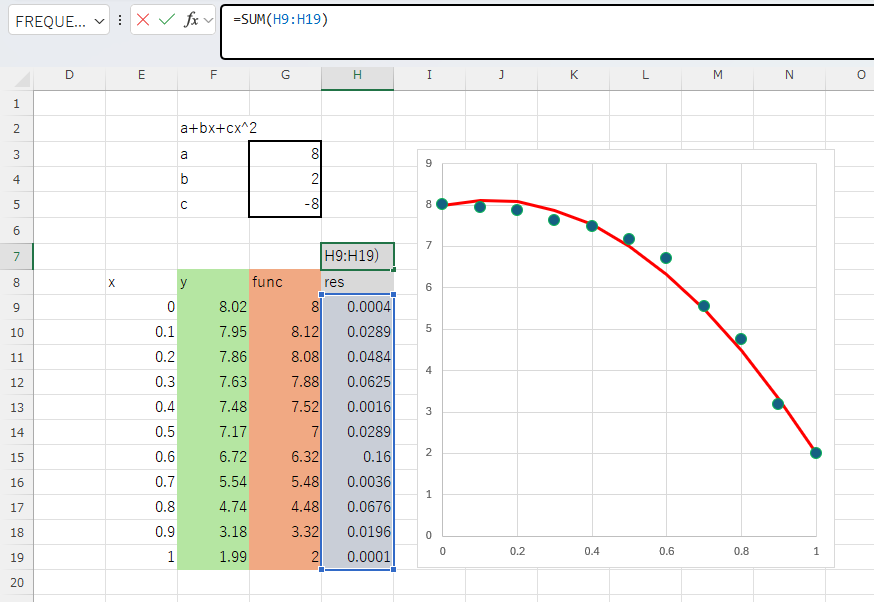 FREQUE...
fx
=SUM(H9:H19)
D E F G H I J K L M N O
1
2 a+bx+cx^2
3 a 8
4 b 2
5 c -8
6
7 H9:H19)
8 x y func res
9 0 8.02 8 0.0004
10 0.1 7.95 8.12 0.0289
11 0.2 7.86 8.08 0.0484
12 0.3 7.63 7.88 0.0625
13 0.4 7.48 7.52 0.0016
14 0.5 7.17 7 0.0289
15 0.6 6.72 6.32 0.16
16 0.7 5.54 5.48 0.0036
17 0.8 4.74 4.48 0.0676
18 0.9 3.18 3.32 0.0196
19 1 1.99 2 0.0001
20
9
8
7
6
5
4
3
2
1
0
0 0.2 0.4 0.6 0.8 1